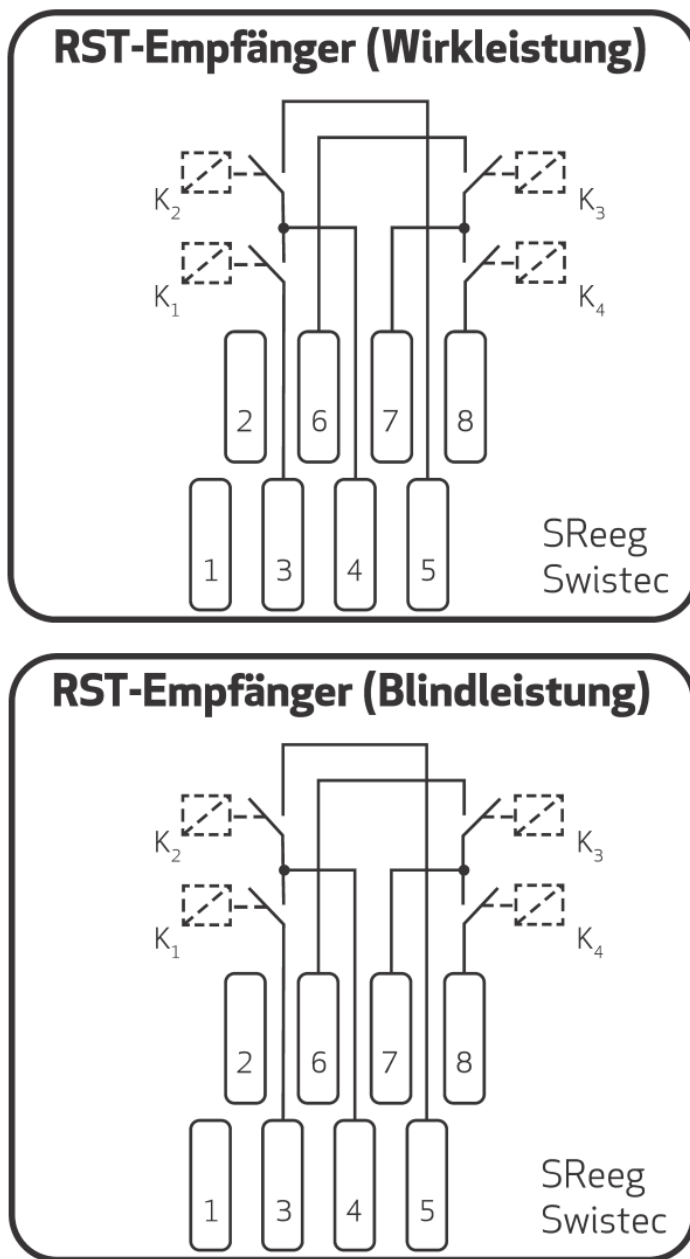 RST-Empfänger (Wirkleistung)
K₂
K₃
K₁
K₄
2 6 7 8
1 3 4 5
SReeg
Swistec
RST-Empfänger (Blindleistung)
K₂
K₃
K₁
K₄
2 6 7 8
1 3 4 5
SReeg
Swistec